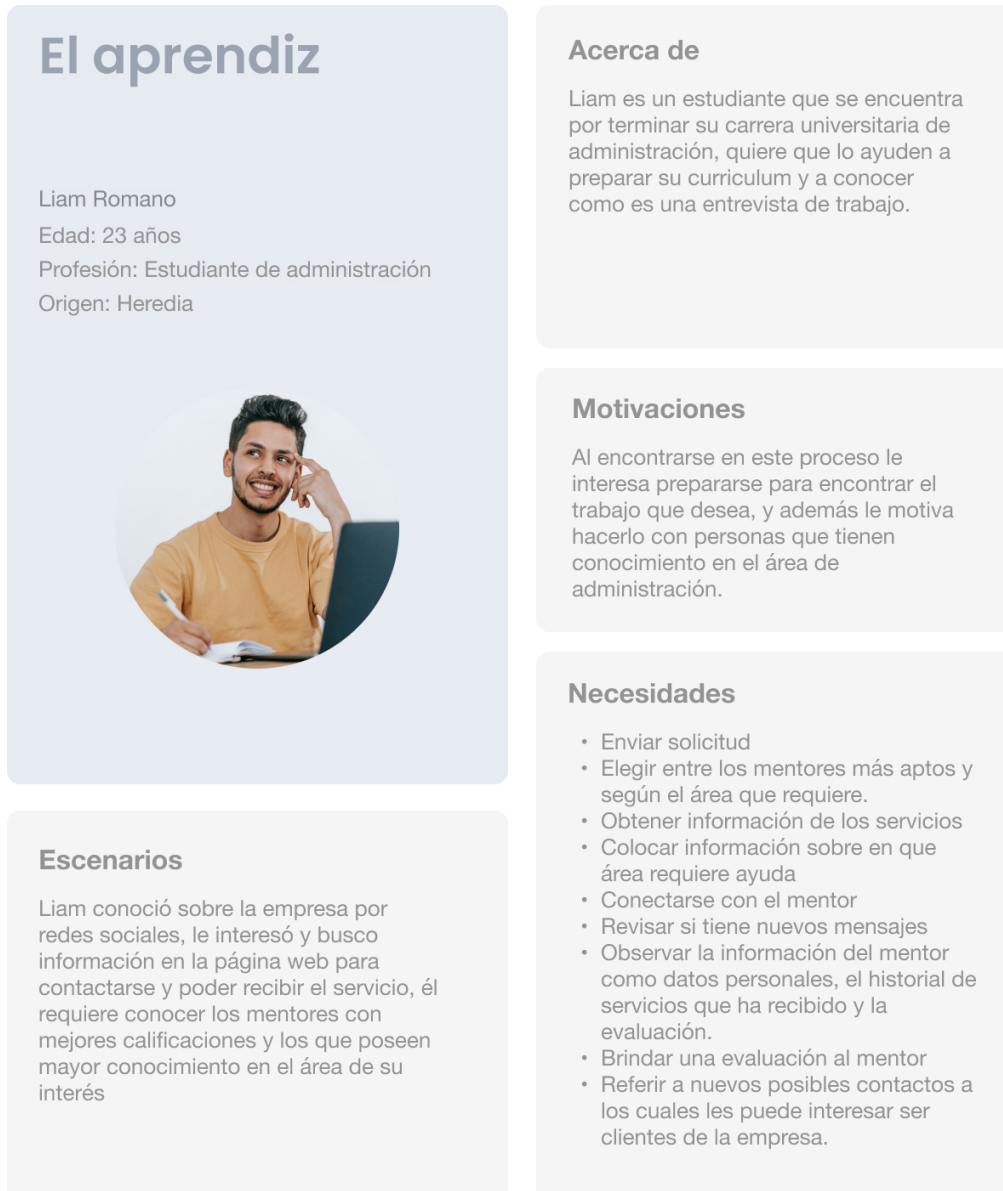 El aprendiz
Liam Romano
Edad: 23 años
Profesión: Estudiante de administración
Origen: Heredia
Acerca de
Liam es un estudiante que se encuentra
por terminar su carrera universitaria de
administración, quiere que lo ayuden a
preparar su curriculum y a conocer
como es una entrevista de trabajo.
Motivaciones
Al encontrarse en este proceso le
interesa prepararse para encontrar el
trabajo que desea, y además le motiva
hacerlo con personas que tienen
conocimiento en el área de
administración.
Escenarios
Liam conoció sobre la empresa por
redes sociales, le interesó y busco
información en la página web para
contactarse y poder recibir el servicio, él
requiere conocer los mentores con
mejores calificaciones y los que poseen
mayor conocimiento en el área de su
interés
Necesidades
• Enviar solicitud
• Elegir entre los mentores más aptos y
según el área que requiere.
• Obtener información de los servicios
• Colocar información sobre en que
área requiere ayuda
• Conectarse con el mentor
• Revisar si tiene nuevos mensajes
• Observar la información del mentor
como datos personales, el historial de
servicios que ha recibido y la
evaluación.
• Brindar una evaluación al mentor
• Referir a nuevos posibles contactos a
los cuales les puede interesar ser
clientes de la empresa.